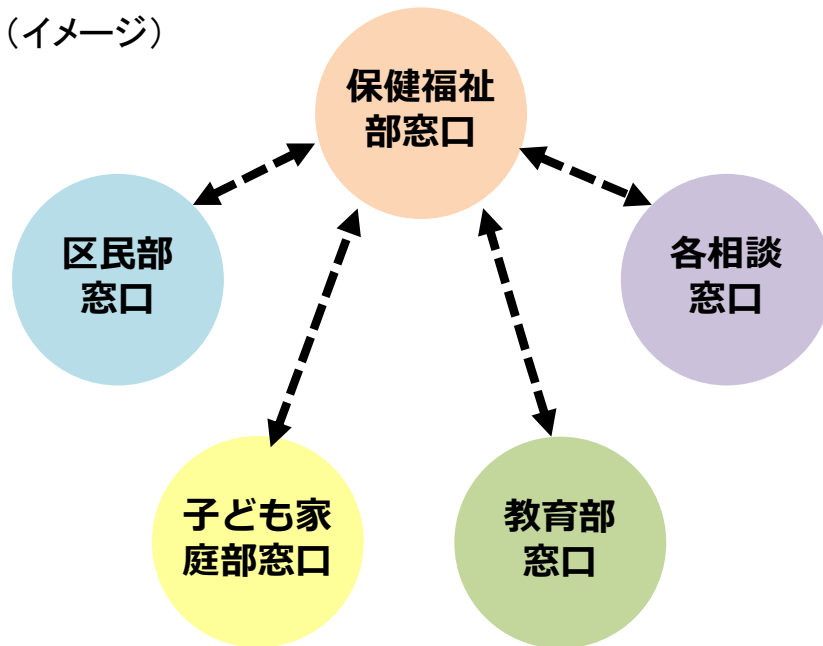 （イメージ）
保健福祉
部窓口
区民部
窓口
各相談
窓口
子ども家
庭部窓口
教育部
窓口